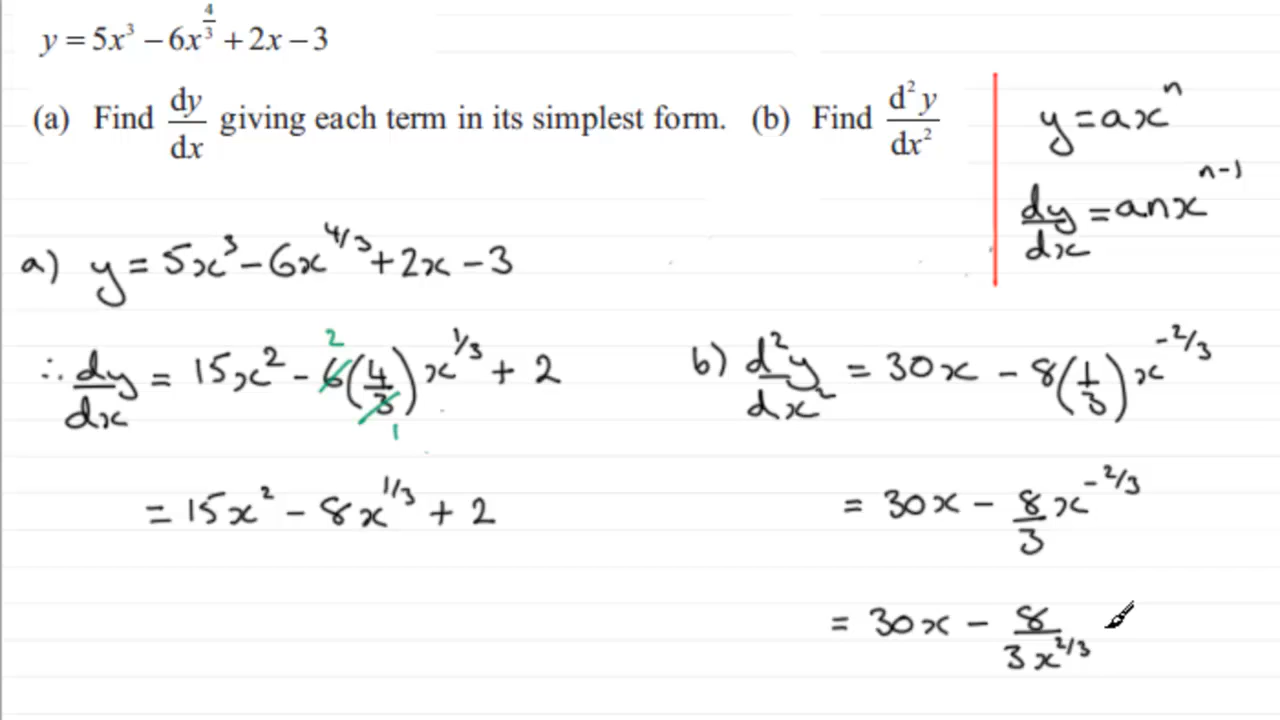 y = 5x³ − 6x^(4/3) + 2x − 3
(a) Find dy/dx giving each term in its simplest form. (b) Find d²y/dx²
y = axⁿ
dy/dx = anx^(n-1)
a) y = 5x³ − 6x^(4/3) + 2x − 3
∴ dy/dx = 15x² − 6(4/3)x^(1/3) + 2
2
1
= 15x² − 8x^(1/3) + 2
b) d²y/dx² = 30x − 8(1/3)x^(−2/3)
= 30x − 8/3 x^(−2/3)
= 30x − 8/(3x^(2/3))